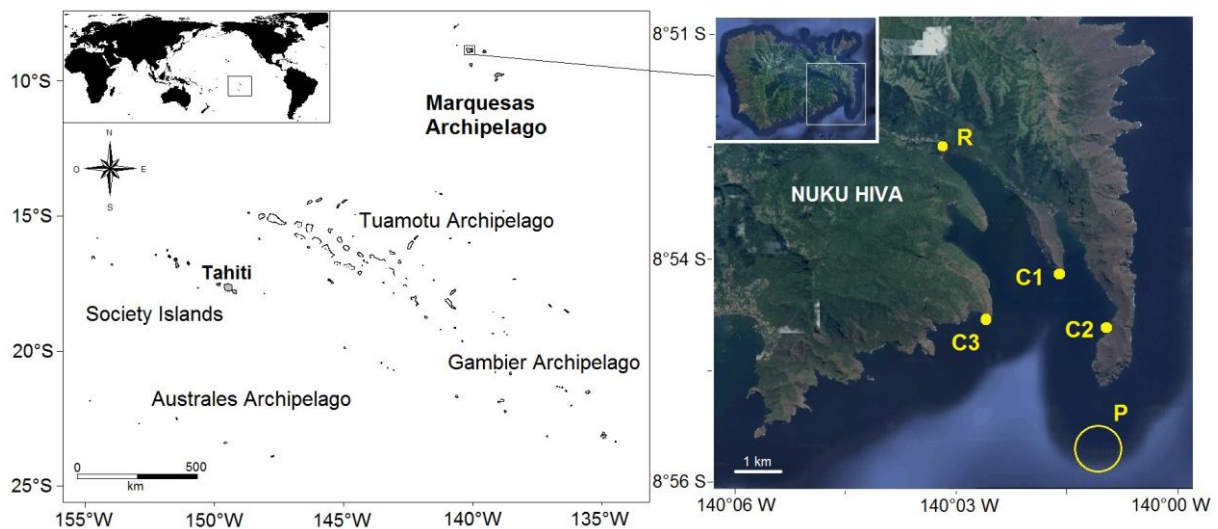 10°S
15°S
20°S
25°S
155°W
150°W
145°W
140°W
135°W
N
O
E
S
Marquesas
Archipelago
Tuamotu Archipelago
Tahiti
Society Islands
Gambier Archipelago
Australes Archipelago
0 500
km
8°51 S
8°54 S
8°56 S
140°06 W
140°03 W
140°00 W
R
NUKU HIVA
C1
C2
C3
P
1 km